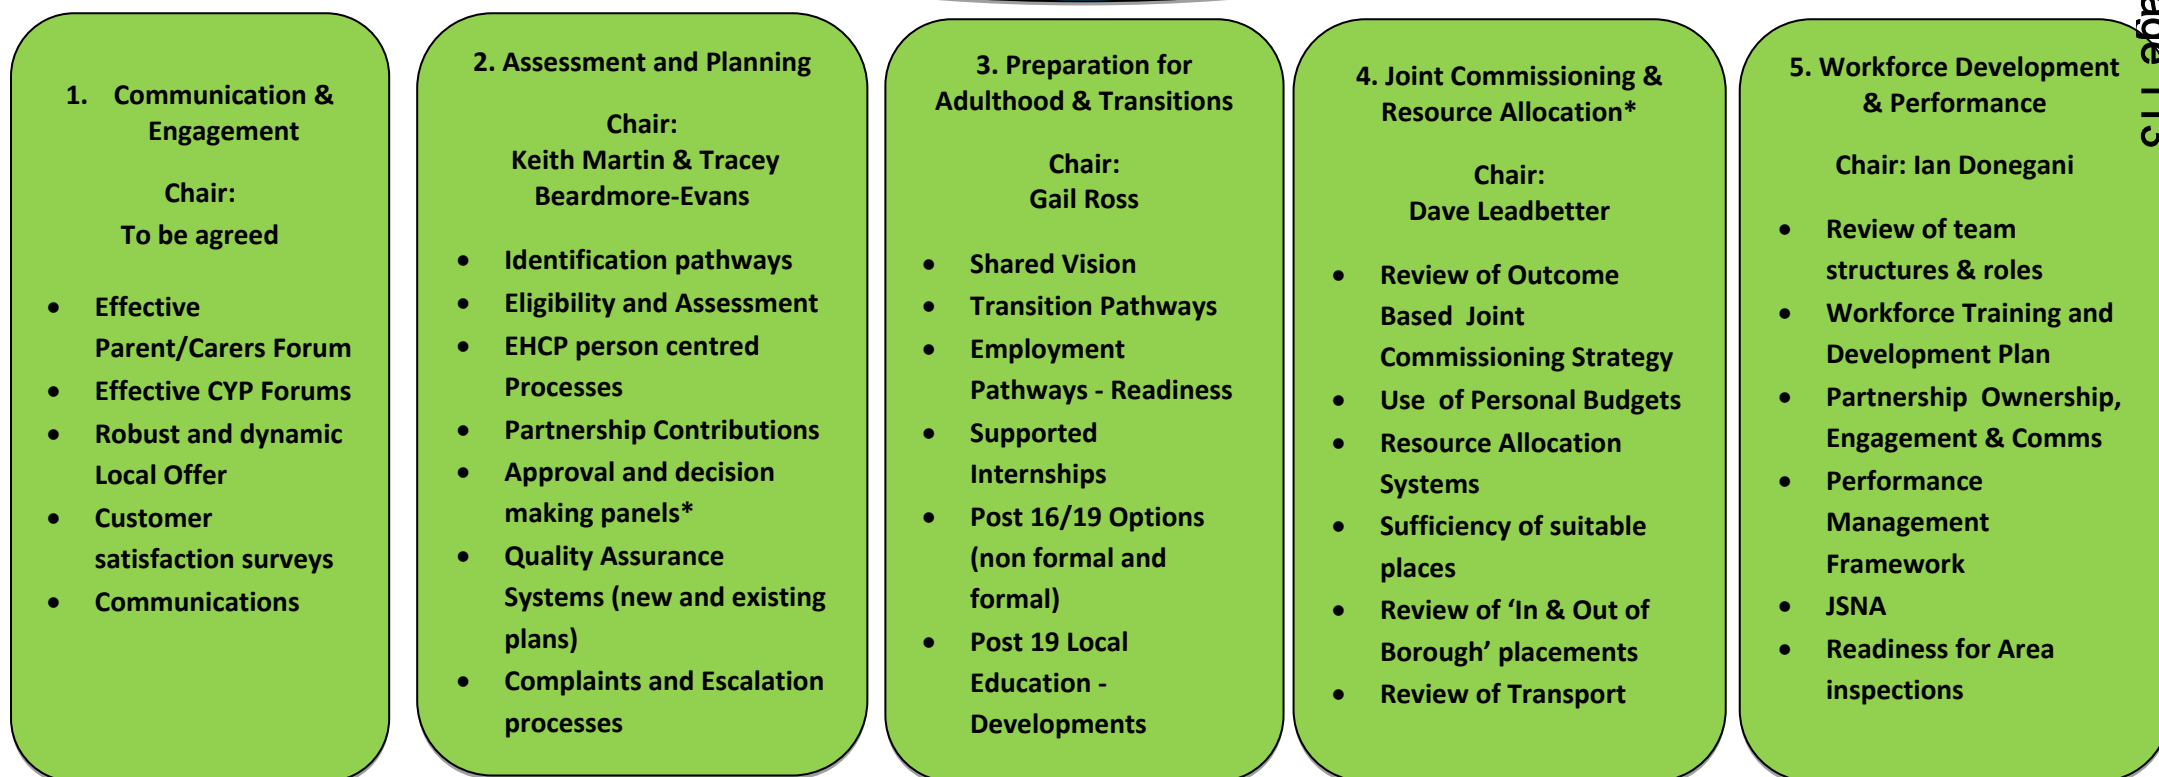 1. Communication &
Engagement
Chair:
To be agreed
• Effective
Parent/Carers Forum
• Effective CYP Forums
• Robust and dynamic
Local Offer
• Customer
satisfaction surveys
• Communications
2. Assessment and Planning
Chair:
Keith Martin & Tracey
Beardmore-Evans
• Identification pathways
• Eligibility and Assessment
• EHCP person centred
Processes
• Partnership Contributions
• Approval and decision
making panels*
• Quality Assurance
Systems (new and existing
plans)
• Complaints and Escalation
processes
3. Preparation for
Adulthood & Transitions
Chair:
Gail Ross
• Shared Vision
• Transition Pathways
• Employment
Pathways - Readiness
• Supported
Internships
• Post 16/19 Options
(non formal and
formal)
• Post 19 Local
Education -
Developments
4. Joint Commissioning &
Resource Allocation*
Chair:
Dave Leadbetter
• Review of Outcome
Based Joint
Commissioning Strategy
• Use of Personal Budgets
• Resource Allocation
Systems
• Sufficiency of suitable
places
• Review of ‘In & Out of
Borough’ placements
• Review of Transport
5. Workforce Development
& Performance
Chair: Ian Donegani
• Review of team
structures & roles
• Workforce Training and
Development Plan
• Partnership Ownership,
Engagement & Comms
• Performance
Management
Framework
• JSNA
• Readiness for Area
inspections